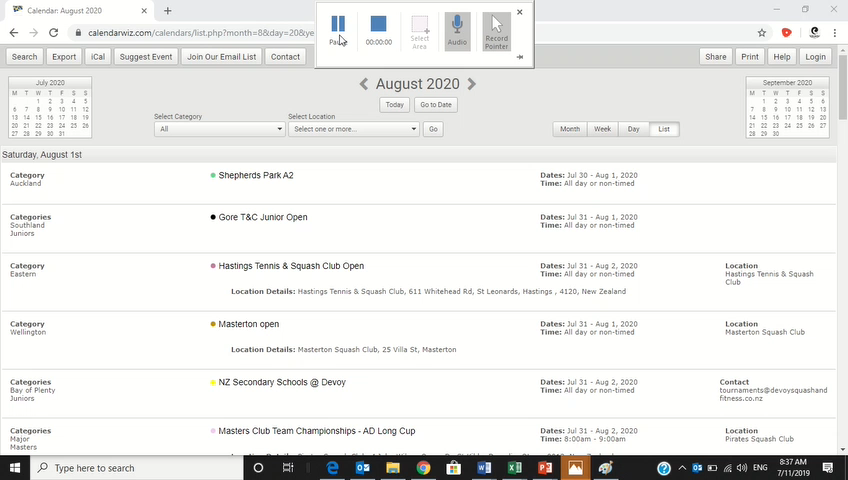 Calendar: August 2020
calendarwiz.com/calendars/list.php?month=8&day=20&ye
00:00:00
Select Area
Audio
Record Pointer
Search
Export
iCal
Suggest Event
Join Our Email List
Contact
Share
Print
Help
Login
July 2020
August 2020
September 2020
Today
Go to Date
Select Category
All
Select Location
Select one or more...
Go
Month
Week
Day
List
Saturday, August 1st
Category
Auckland
Shepherds Park A2
Dates: Jul 30 - Aug 1, 2020
Time: All day or non-timed
Categories
Southland
Juniors
Gore T&C Junior Open
Dates: Jul 31 - Aug 1, 2020
Time: All day or non-timed
Category
Eastern
Hastings Tennis & Squash Club Open
Dates: Jul 31 - Aug 2, 2020
Time: All day or non-timed
Location
Hastings Tennis & Squash
Club
Location Details: Hastings Tennis & Squash Club, 611 Whitehead Rd, St Leonards, Hastings , 4120, New Zealand
Category
Wellington
Masterton open
Dates: Jul 31 - Aug 1, 2020
Time: All day or non-timed
Location
Masterton Squash Club
Location Details: Masterton Squash Club, 25 Villa St, Masterton
Categories
Bay of Plenty
Juniors
NZ Secondary Schools @ Devoy
Dates: Jul 31 - Aug 2, 2020
Time: All day or non-timed
Contact
tournaments@devoysquashand
fitness.co.nz
Categories
Major
Masters
Masters Club Team Championships - AD Long Cup
Dates: Jul 31 - Aug 2, 2020
Time: 8:00am - 9:00am
Location
Pirates Squash Club
Type here to search
ENG
8:37 AM
7/11/2019